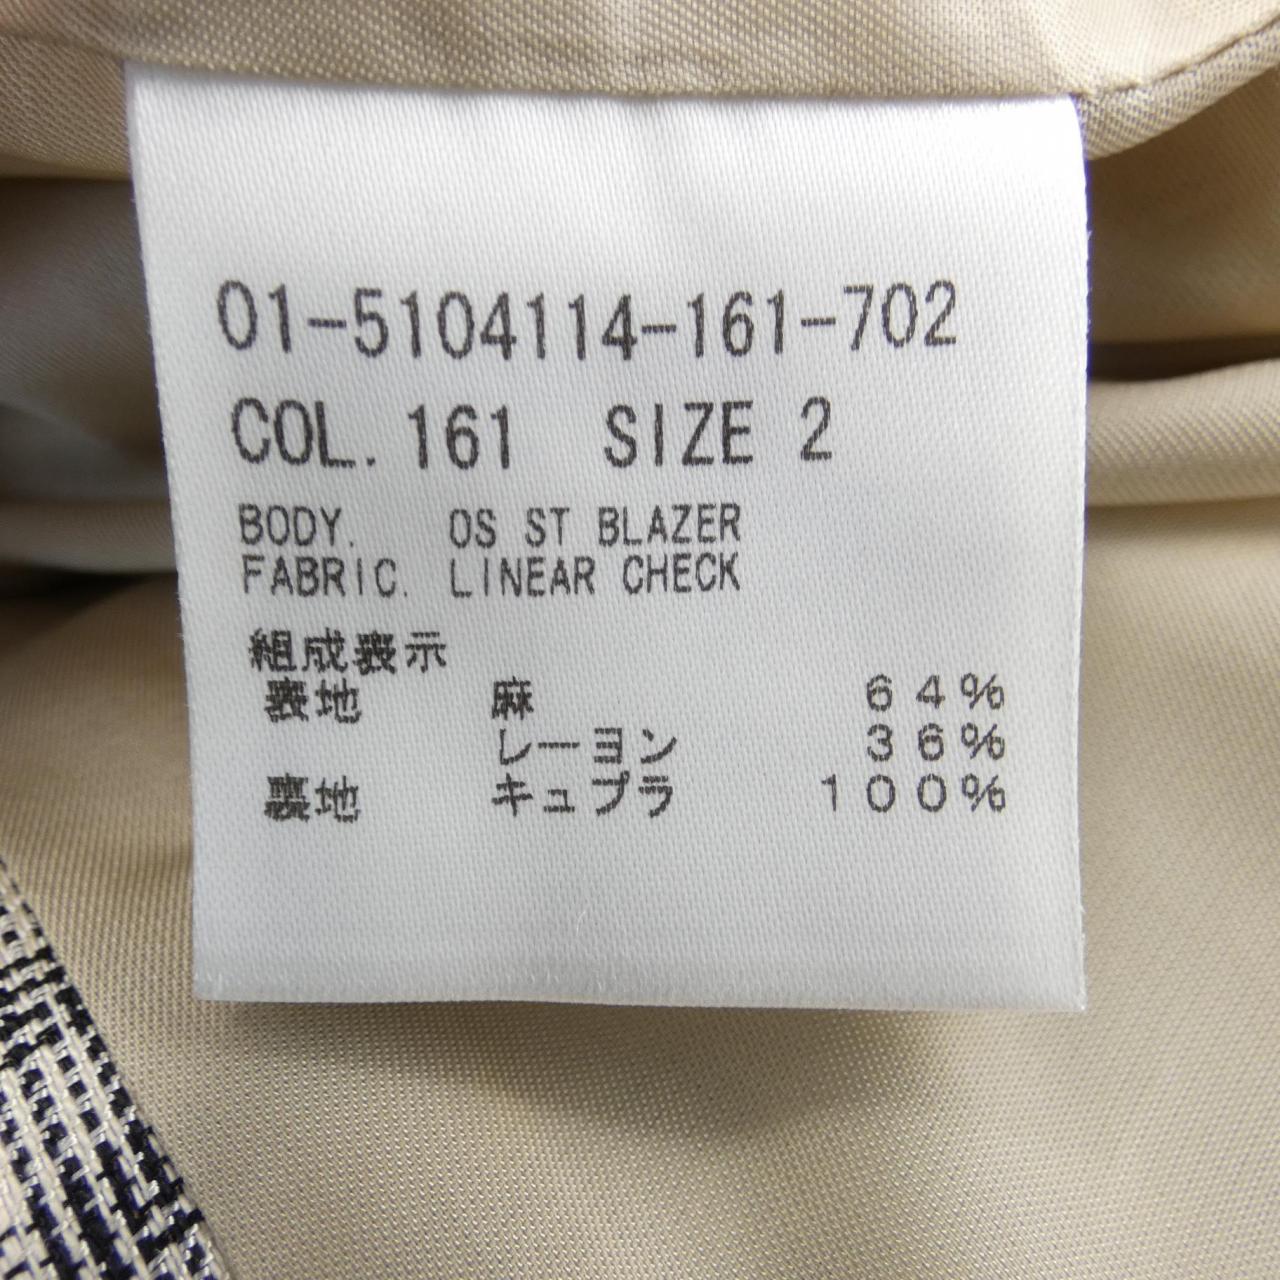 01-5104114-161-702
COL. 161 SIZE 2
BODY. OS ST BLAZER
FABRIC. LINEAR CHECK
組成表示
表地 麻 64%
レーヨン 36%
裏地 キュプラ 100%